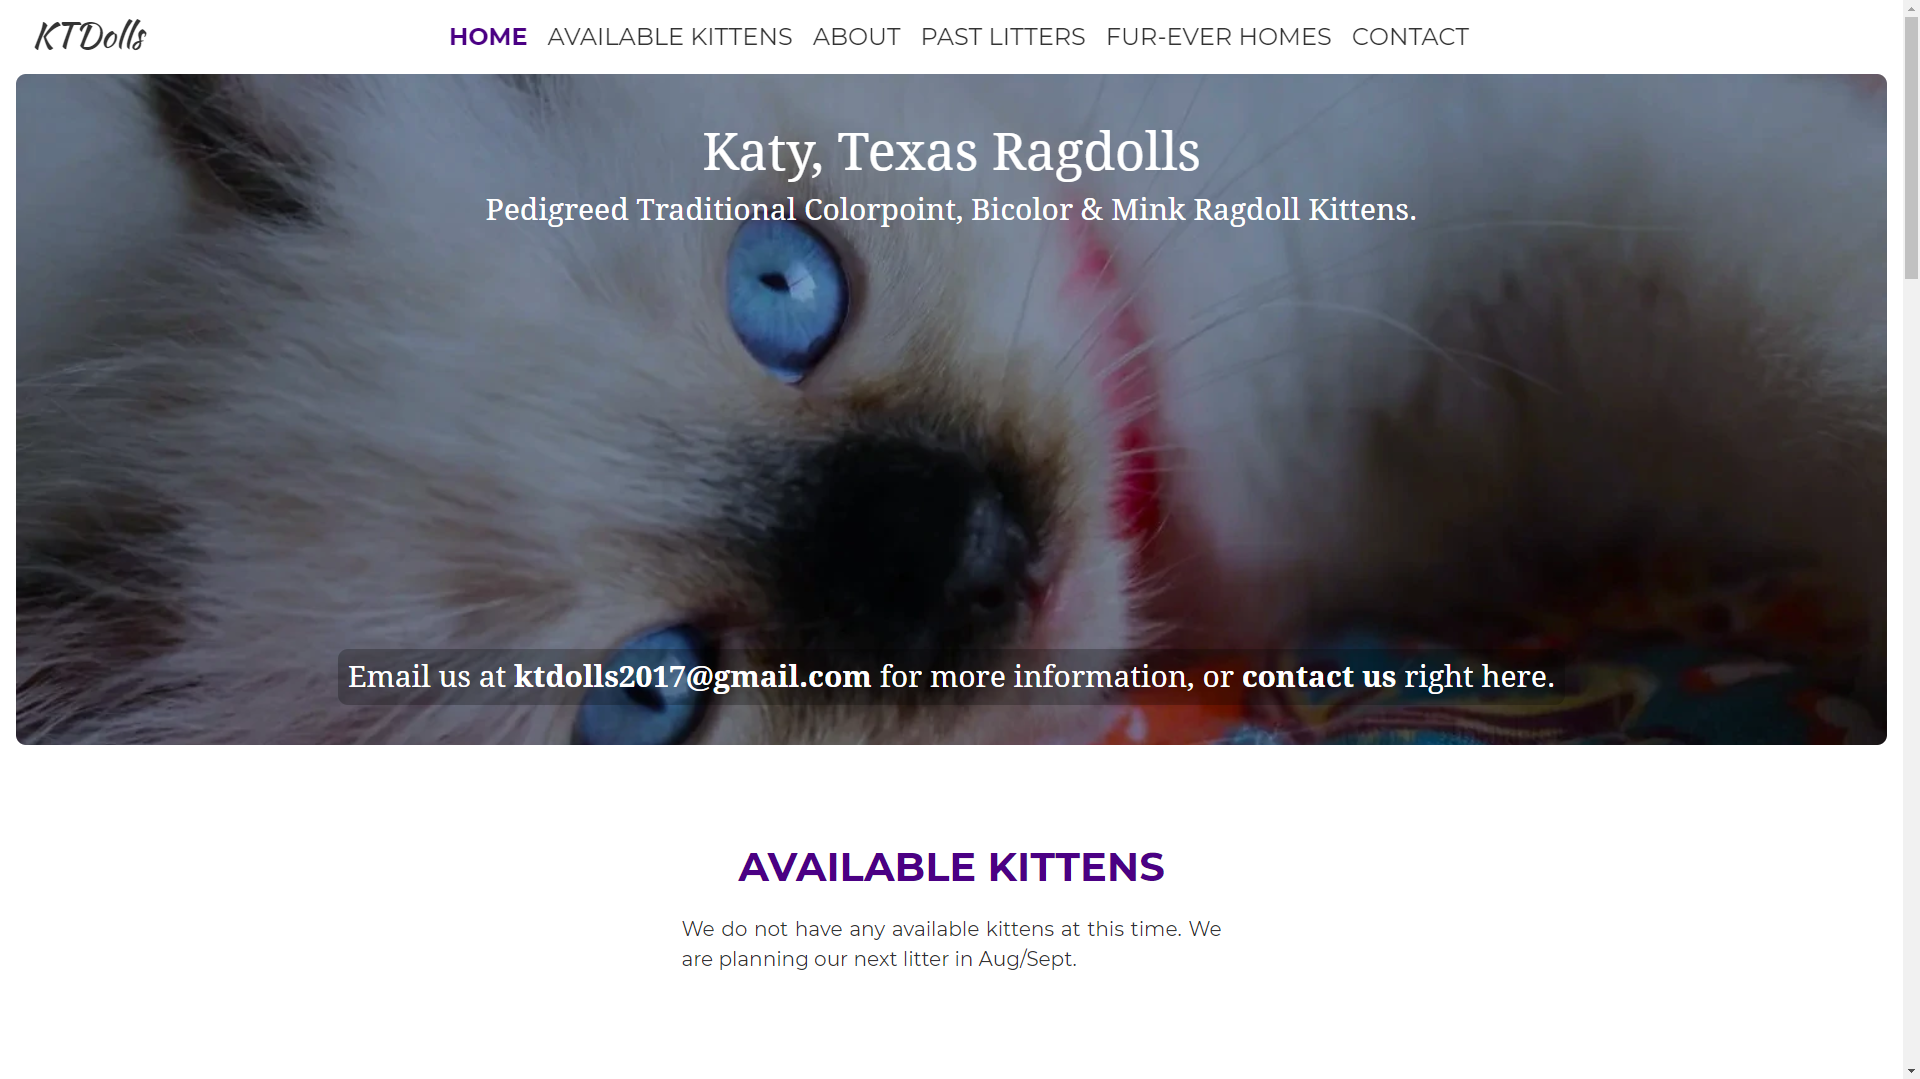 KTDolls
HOME AVAILABLE KITTENS ABOUT PAST LITTERS FUR-EVER HOMES CONTACT
Katy, Texas Ragdolls
Pedigreed Traditional Colorpoint, Bicolor & Mink Ragdoll Kittens.
Email us at ktdolls2017@gmail.com for more information, or contact us right here.
AVAILABLE KITTENS
We do not have any available kittens at this time. We
are planning our next litter in Aug/Sept.